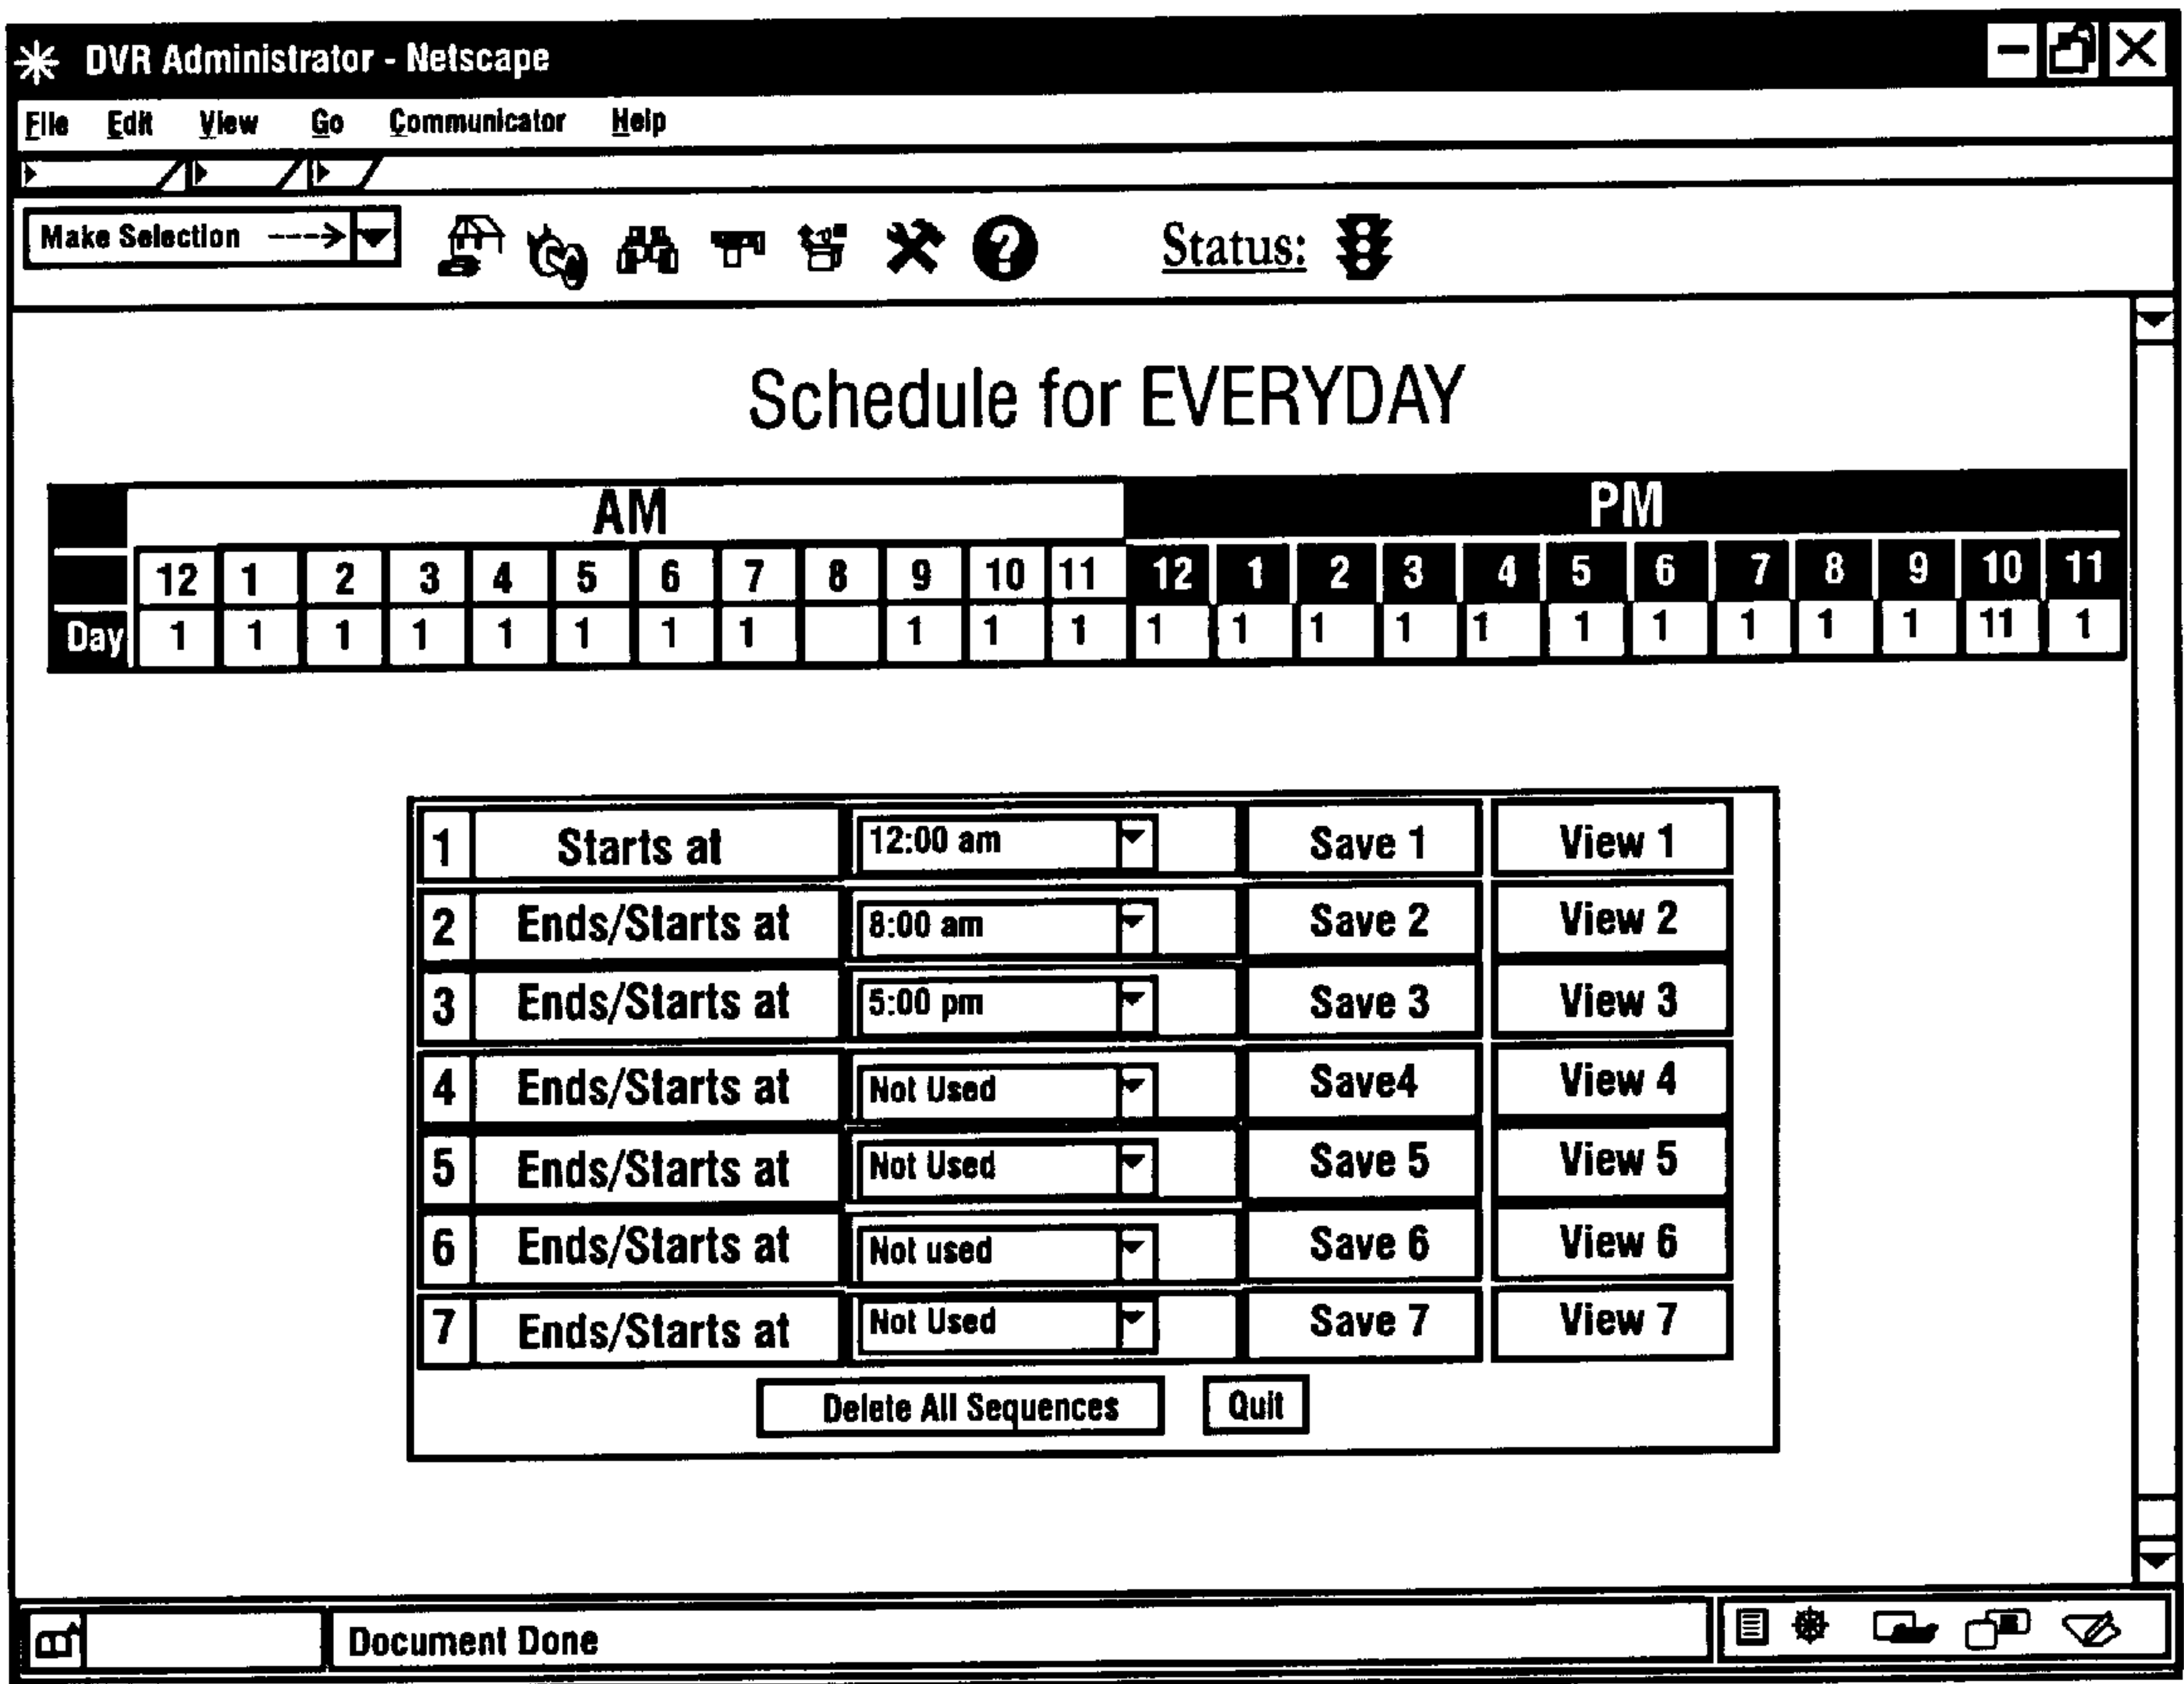 DVR Administrator - Netscape
File Edit View Go Communicator Help
Make Selection ---> Status:
Schedule for EVERYDAY
AM PM
12 1 2 3 4 5 6 7 8 9 10 11 12 1 2 3 4 5 6 7 8 9 10 11
Day 1 1 1 1 1 1 1 1 1 1 1 1 1 1 1 1 1 1 1 1 1 11 1
1 Starts at 12:00 am Save 1 View 1
2 Ends/Starts at 8:00 am Save 2 View 2
3 Ends/Starts at 5:00 pm Save 3 View 3
4 Ends/Starts at Not Used Save4 View 4
5 Ends/Starts at Not Used Save 5 View 5
6 Ends/Starts at Not used Save 6 View 6
7 Ends/Starts at Not Used Save 7 View 7
Delete All Sequences Quit
Document Done